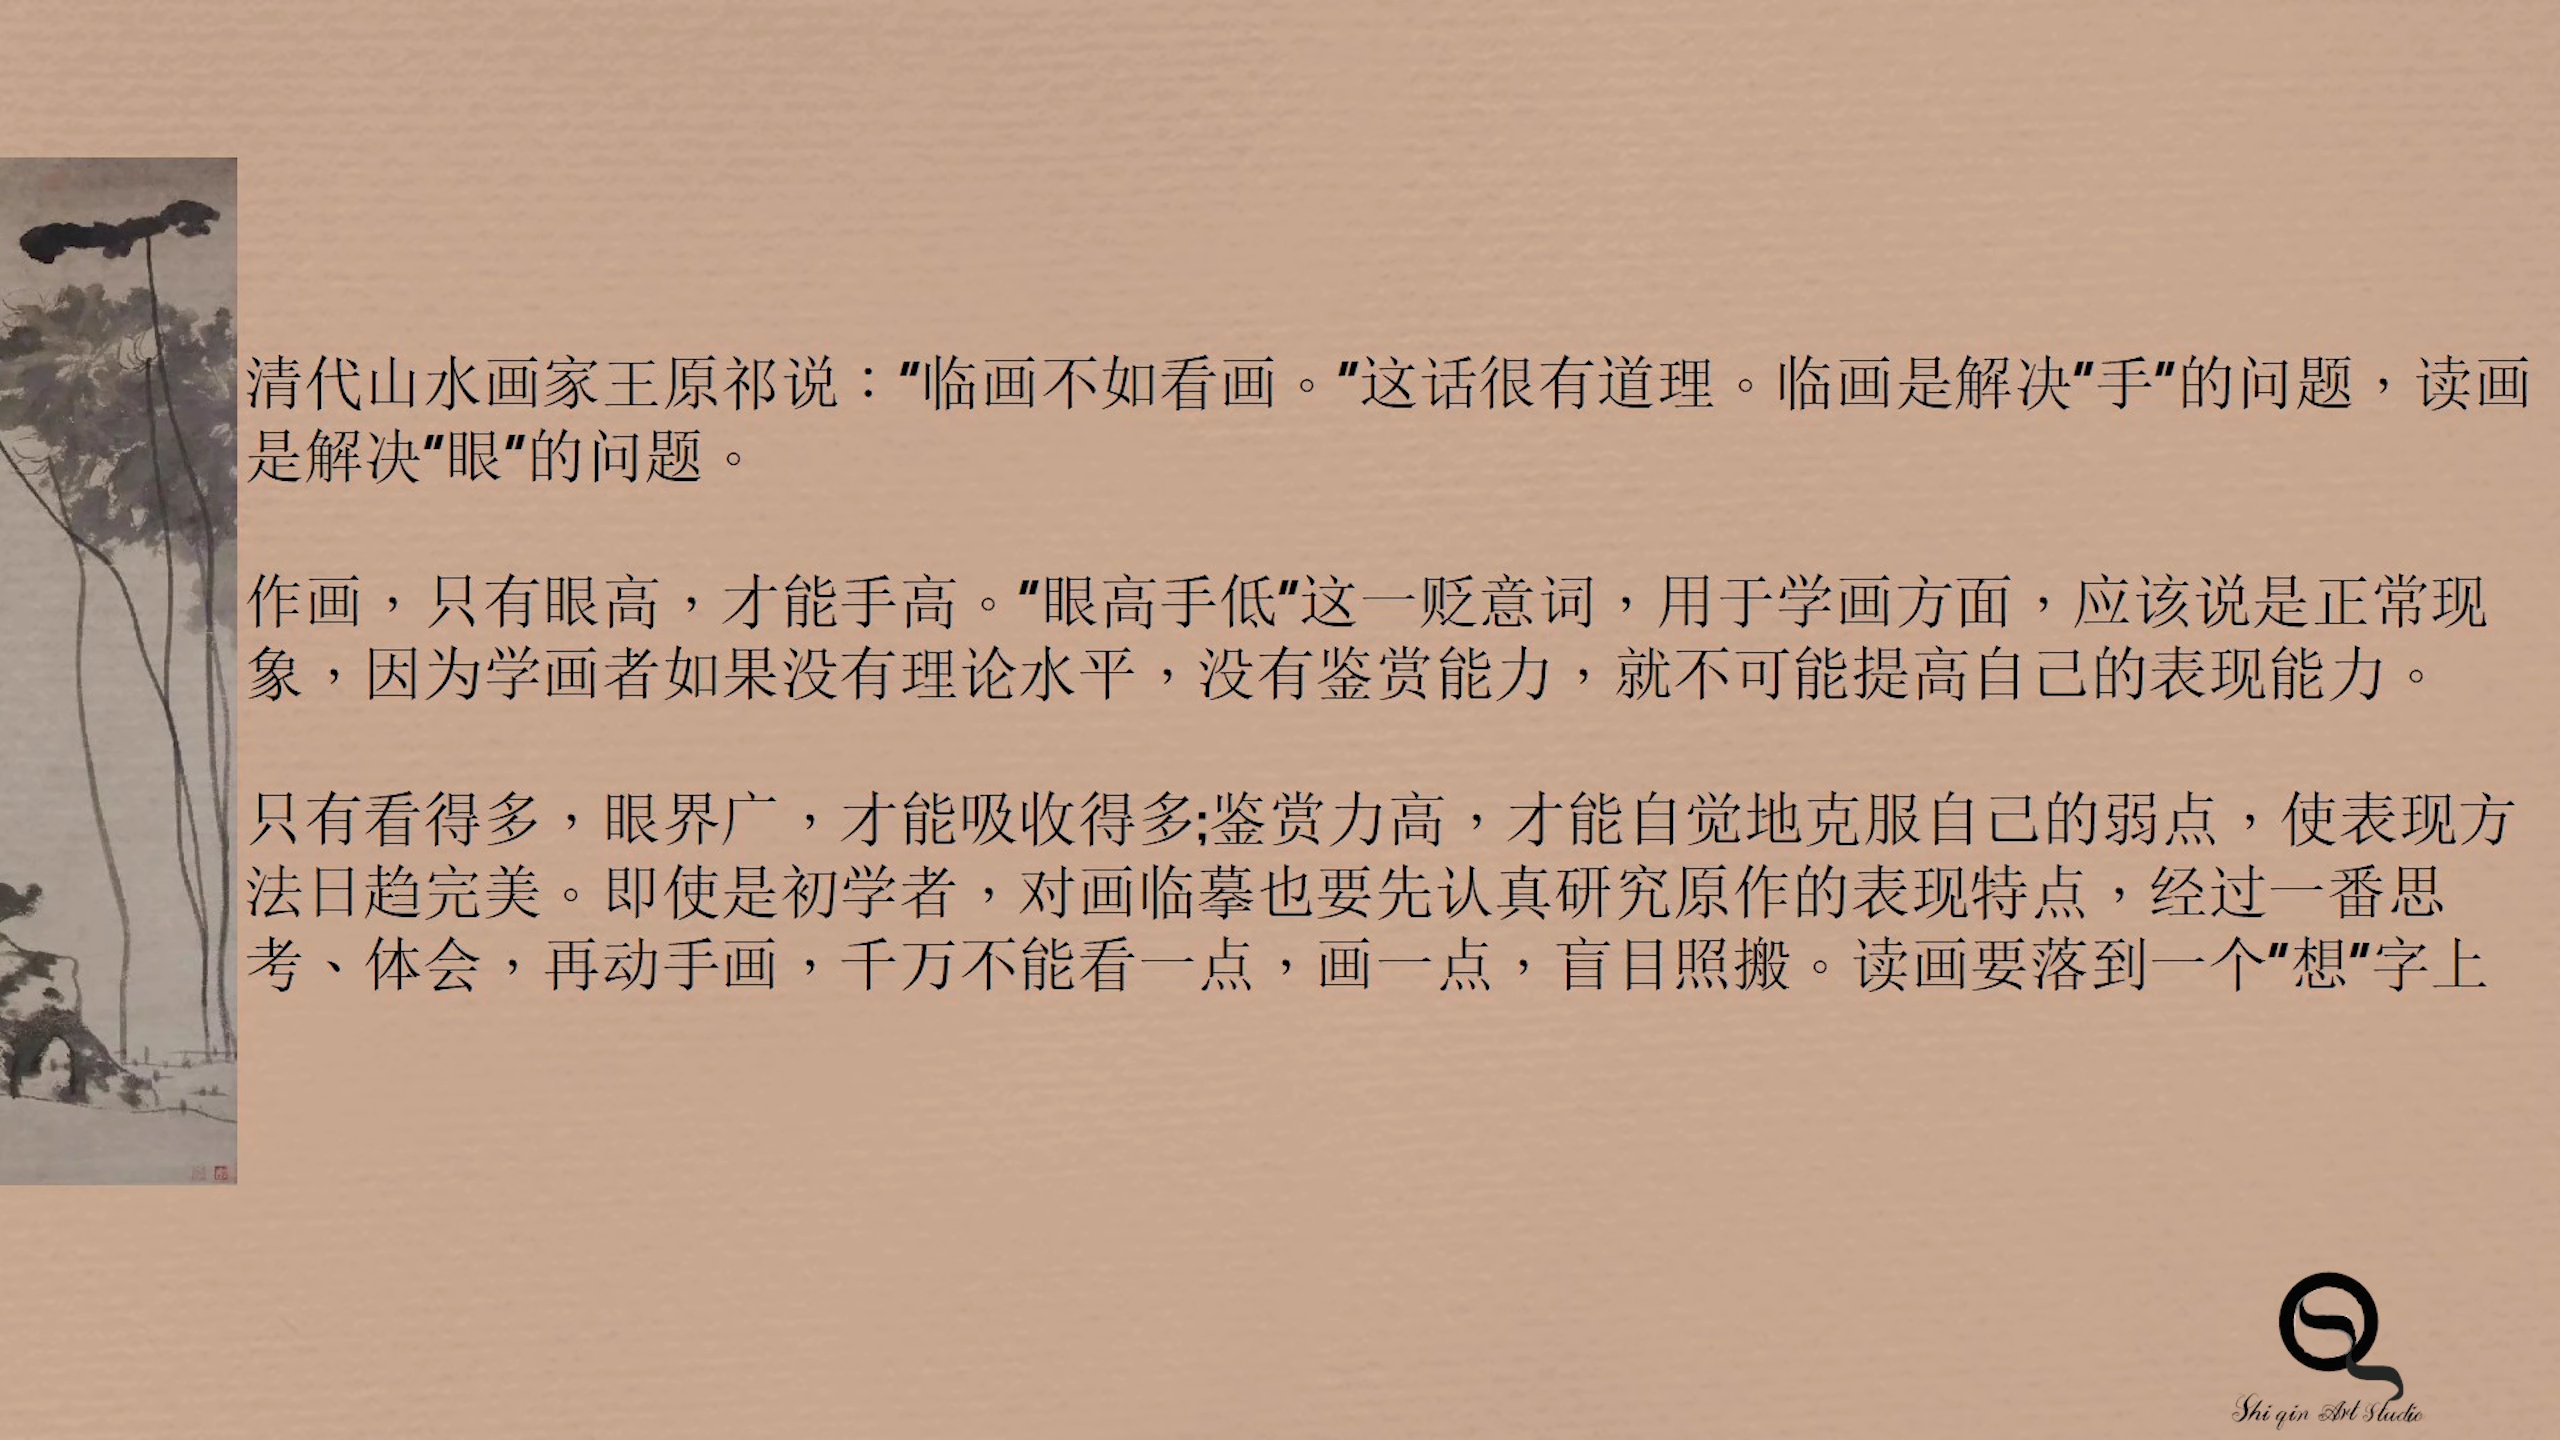 清代山水画家王原祁说："临画不如看画。"这话很有道理。临画是解决"手"的问题，读画
是解决"眼"的问题。
作画，只有眼高，才能手高。"眼高手低"这一贬意词，用于学画方面，应该说是正常现
象，因为学画者如果没有理论水平，没有鉴赏能力，就不可能提高自己的表现能力。
只有看得多，眼界广，才能吸收得多;鉴赏力高，才能自觉地克服自己的弱点，使表现方
法日趋完美。即使是初学者，对画临摹也要先认真研究原作的表现特点，经过一番思
考、体会，再动手画，千万不能看一点，画一点，盲目照搬。读画要落到一个"想"字上
Shi qin Art Studio